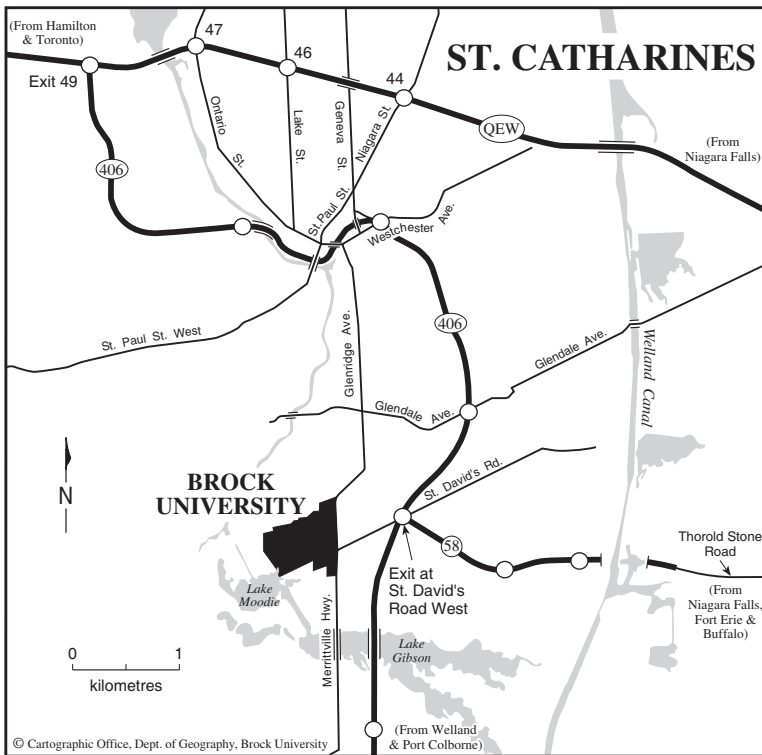 (From Hamilton
& Toronto)
47
46
44
Exit 49
ST. CATHARINES
QEW
(From
Niagara Falls)
406
Ontario
St.
Lake
St.
Geneva St.
Niagara St.
St.Paul St.
Westchester
Ave.
St. Paul St. West
Glenridge Ave.
406
Glendale Ave.
Welland Canal
Glendale
Ave.
N
BROCK
UNIVERSITY
St. David's Rd.
58
Thorold Stone
Road
(From
Niagara Falls,
Fort Erie &
Buffalo)
Exit at
St. David's
Road West
Lake
Moodie
Merrittville Hwy.
Lake
Gibson
0
1
kilometres
(From Welland
& Port Colborne)
© Cartographic Office, Dept. of Geography, Brock University